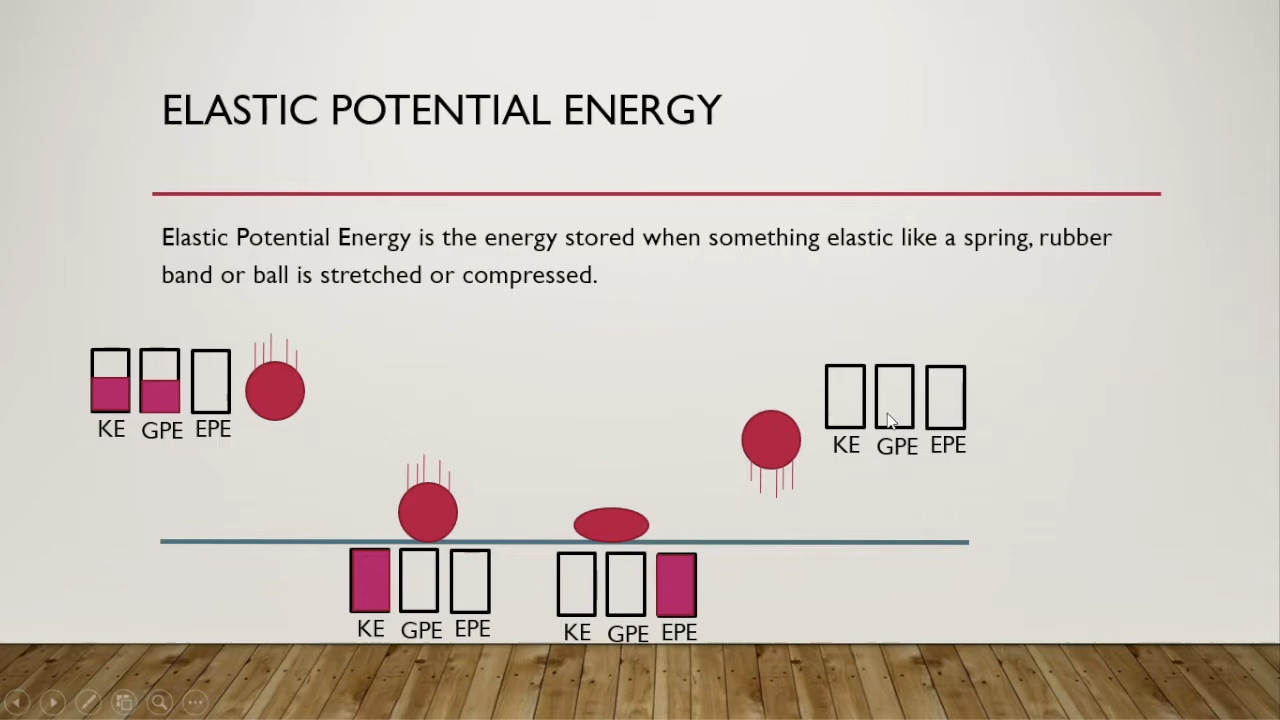 ELASTIC POTENTIAL ENERGY
Elastic Potential Energy is the energy stored when something elastic like a spring, rubber
band or ball is stretched or compressed.
KE GPE EPE
KE GPE EPE
KE GPE EPE
KE GPE EPE